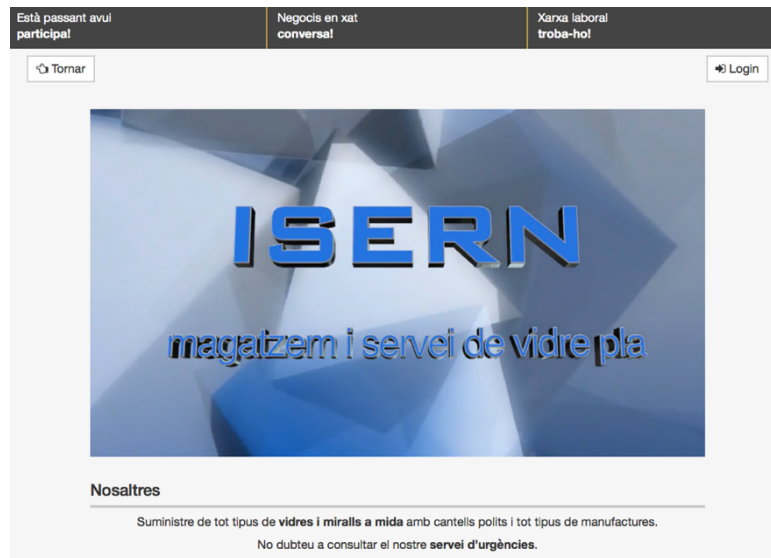 Està passant avui
participa!
Negocis en xat
conversa!
Xarxa laboral
troba-ho!
Tornar
Login
ISERN
magatzem i servei de vidre pla
Nosaltres
Suministre de tot tipus de vidres i miralls a mida amb cantells polits i tot tipus de manufactures.
No dubteu a consultar el nostre servei d'urgències.